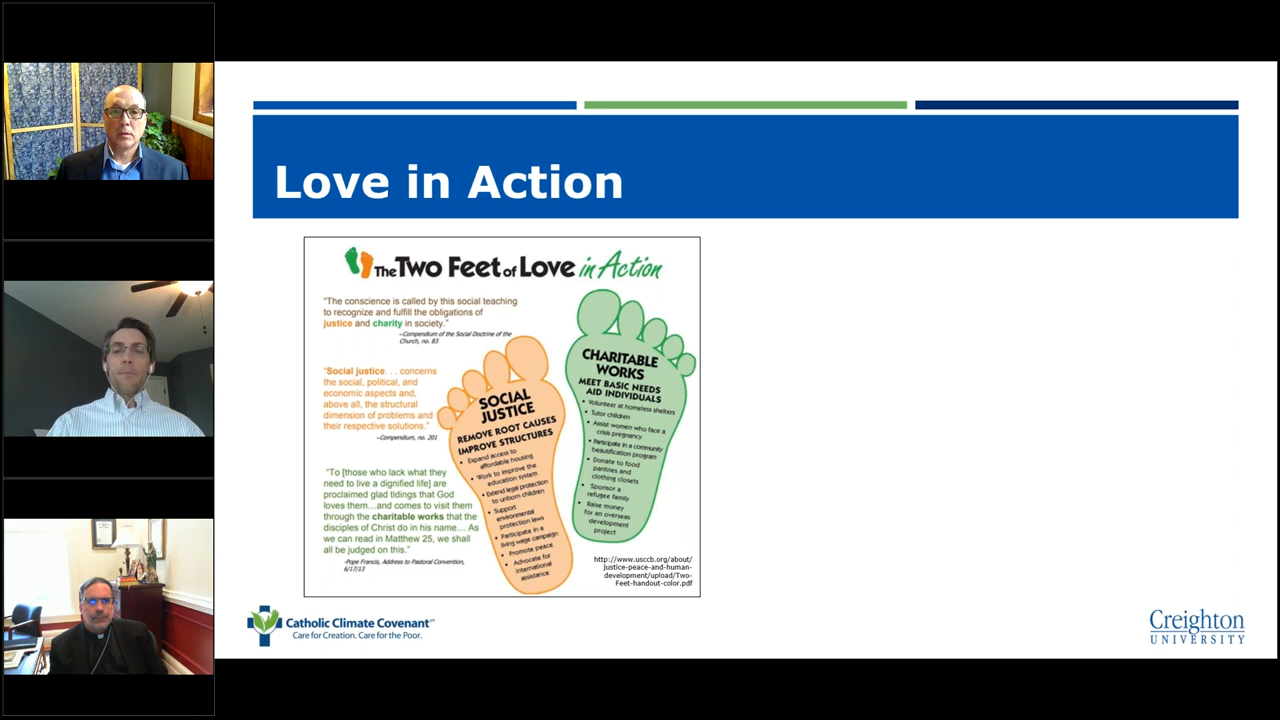 Love in Action
The Two Feet of Love in Action
“The conscience is called by this social teaching
to recognize and fulfill the obligations of
justice and charity in society.”
~Compendium of the Social Doctrine of the
Church, no. 83
“Social justice. . . concerns
the social, political, and
economic aspects and,
above all, the structural
dimension of problems and
their respective solutions.”
~Compendium, no. 201
“To [those who lack what they
need to live a dignified life] are
proclaimed glad tidings that God
loves them…and comes to visit them
through the charitable works that the
disciples of Christ do in his name… As
we can read in Matthew 25, we shall
all be judged on this.”
-Pope Francis, Address to Pastoral Convention,
6/17/13
SOCIAL
JUSTICE
REMOVE ROOT CAUSES
IMPROVE STRUCTURES
• Expand access to
affordable housing
• Work to improve the
education system
• Extend legal protection
to unborn children
• Support
environmental
protection laws
• Participate in a
living wage campaign
• Promote peace
• Advocate for
international
assistance
CHARITABLE
WORKS
MEET BASIC NEEDS
AID INDIVIDUALS
• Volunteer at homeless shelters
• Tutor children
• Assist women who face a
crisis pregnancy
• Participate in a community
beautification program
• Donate to food
pantries and
clothing closets
• Sponsor a
refugee family
• Raise money
for an overseas
development
project
http://www.usccb.org/about/
justice-peace-and-human-
development/upload/Two-
Feet-handout-color.pdf
Catholic Climate Covenant
Care for Creation. Care for the Poor.
Creighton
UNIVERSITY